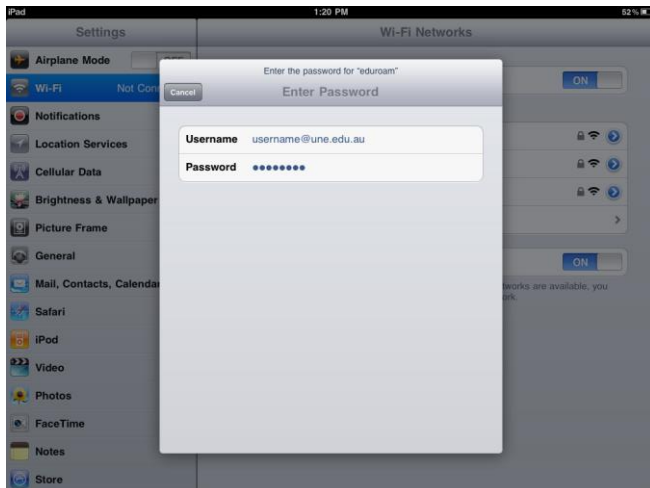 iPad 1:20 PM 52%
Settings
Wi-Fi Networks
Airplane Mode
Enter the password for "eduroam"
Cancel
Enter Password
ON
Wi-Fi
Not Conn
Notifications
Username username@une.edu.au
Location Services
Password ••••••••
Cellular Data
Brightness & Wallpaper
Picture Frame
General
ON
Mail, Contacts, Calendar
tworks are available, you
ork.
Safari
iPod
Video
Photos
FaceTime
Notes
Store